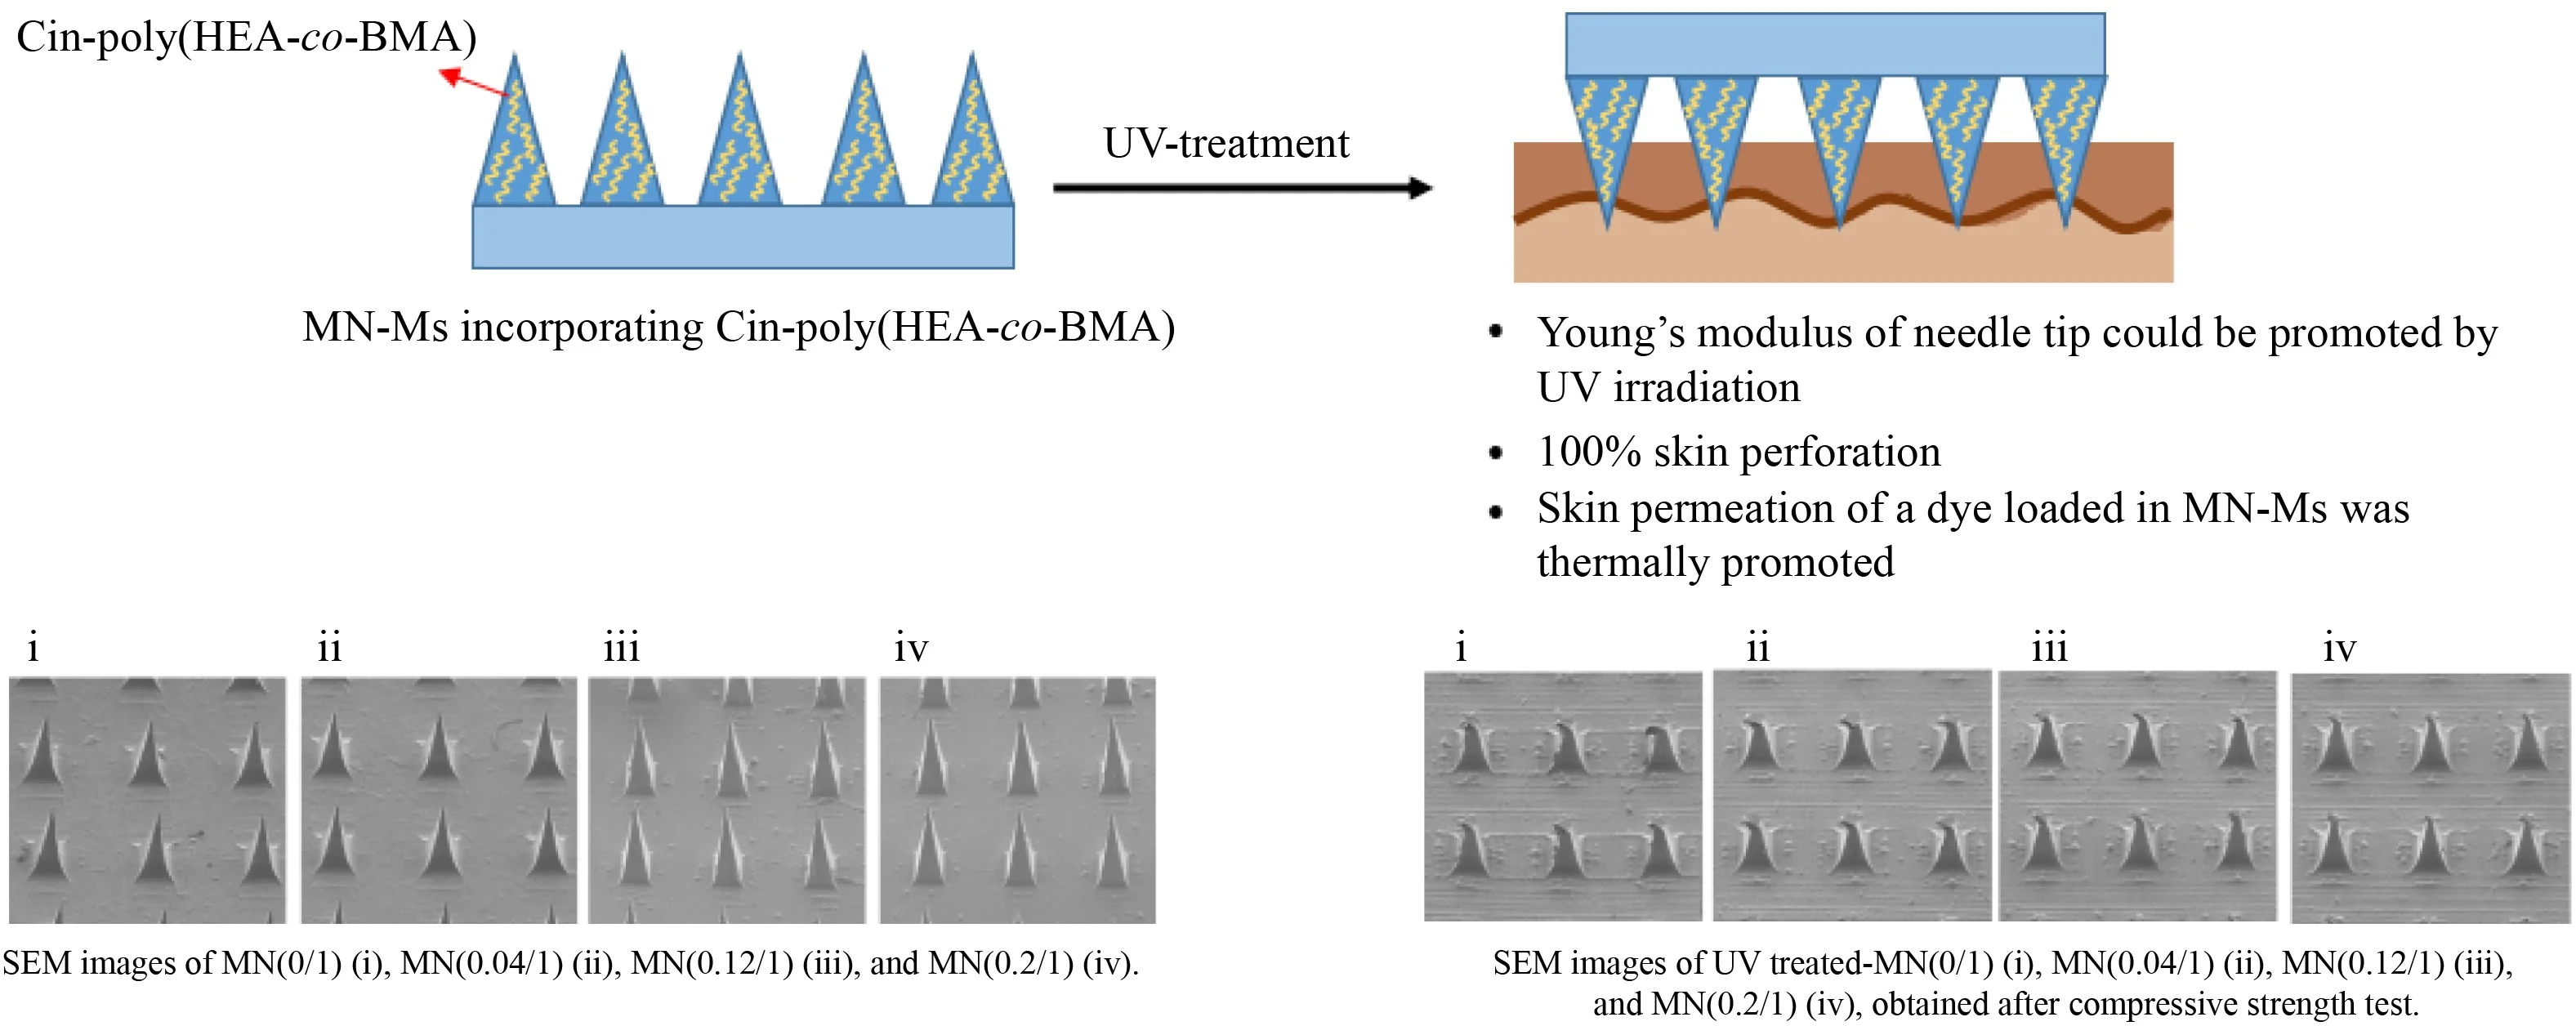 Cin-poly(HEA-co-BMA)
UV-treatment
MN-Ms incorporating Cin-poly(HEA-co-BMA)
• Young’s modulus of needle tip could be promoted by
UV irradiation
• 100% skin perforation
• Skin permeation of a dye loaded in MN-Ms was
thermally promoted
i ii iii iv
SEM images of MN(0/1) (i), MN(0.04/1) (ii), MN(0.12/1) (iii), and MN(0.2/1) (iv).
i ii iii iv
SEM images of UV treated-MN(0/1) (i), MN(0.04/1) (ii), MN(0.12/1) (iii),
and MN(0.2/1) (iv), obtained after compressive strength test.